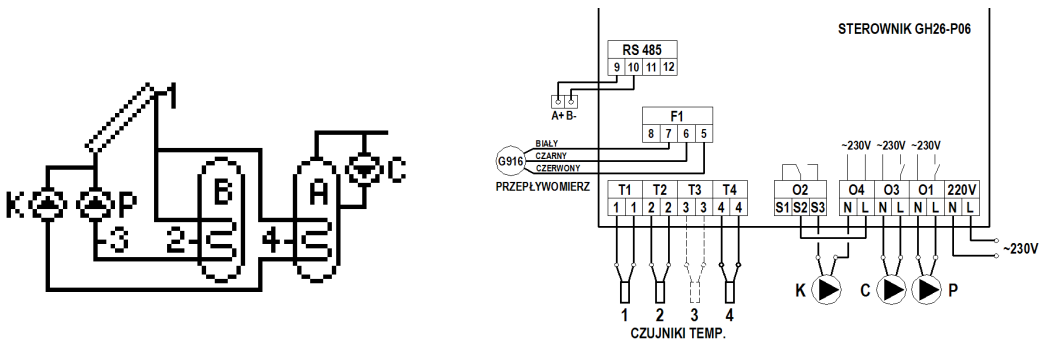 1
B
A
C
K
P
3
2
4
STEROWNIK GH26-P06
RS 485
9 10 11 12
A+ B-
F1
8 7 6 5
BIAŁY
CZARNY
CZERWONY
G916
PRZEPŁYWOMIERZ
T1 T2 T3 T4
1 1 2 2 3 3 4 4
~230V ~230V ~230V
O2 O4 O3 O1 220V
S1 S2 S3 N L N L N L N L
~230V
K C P
1 2 3 4
CZUJNIKI TEMP.